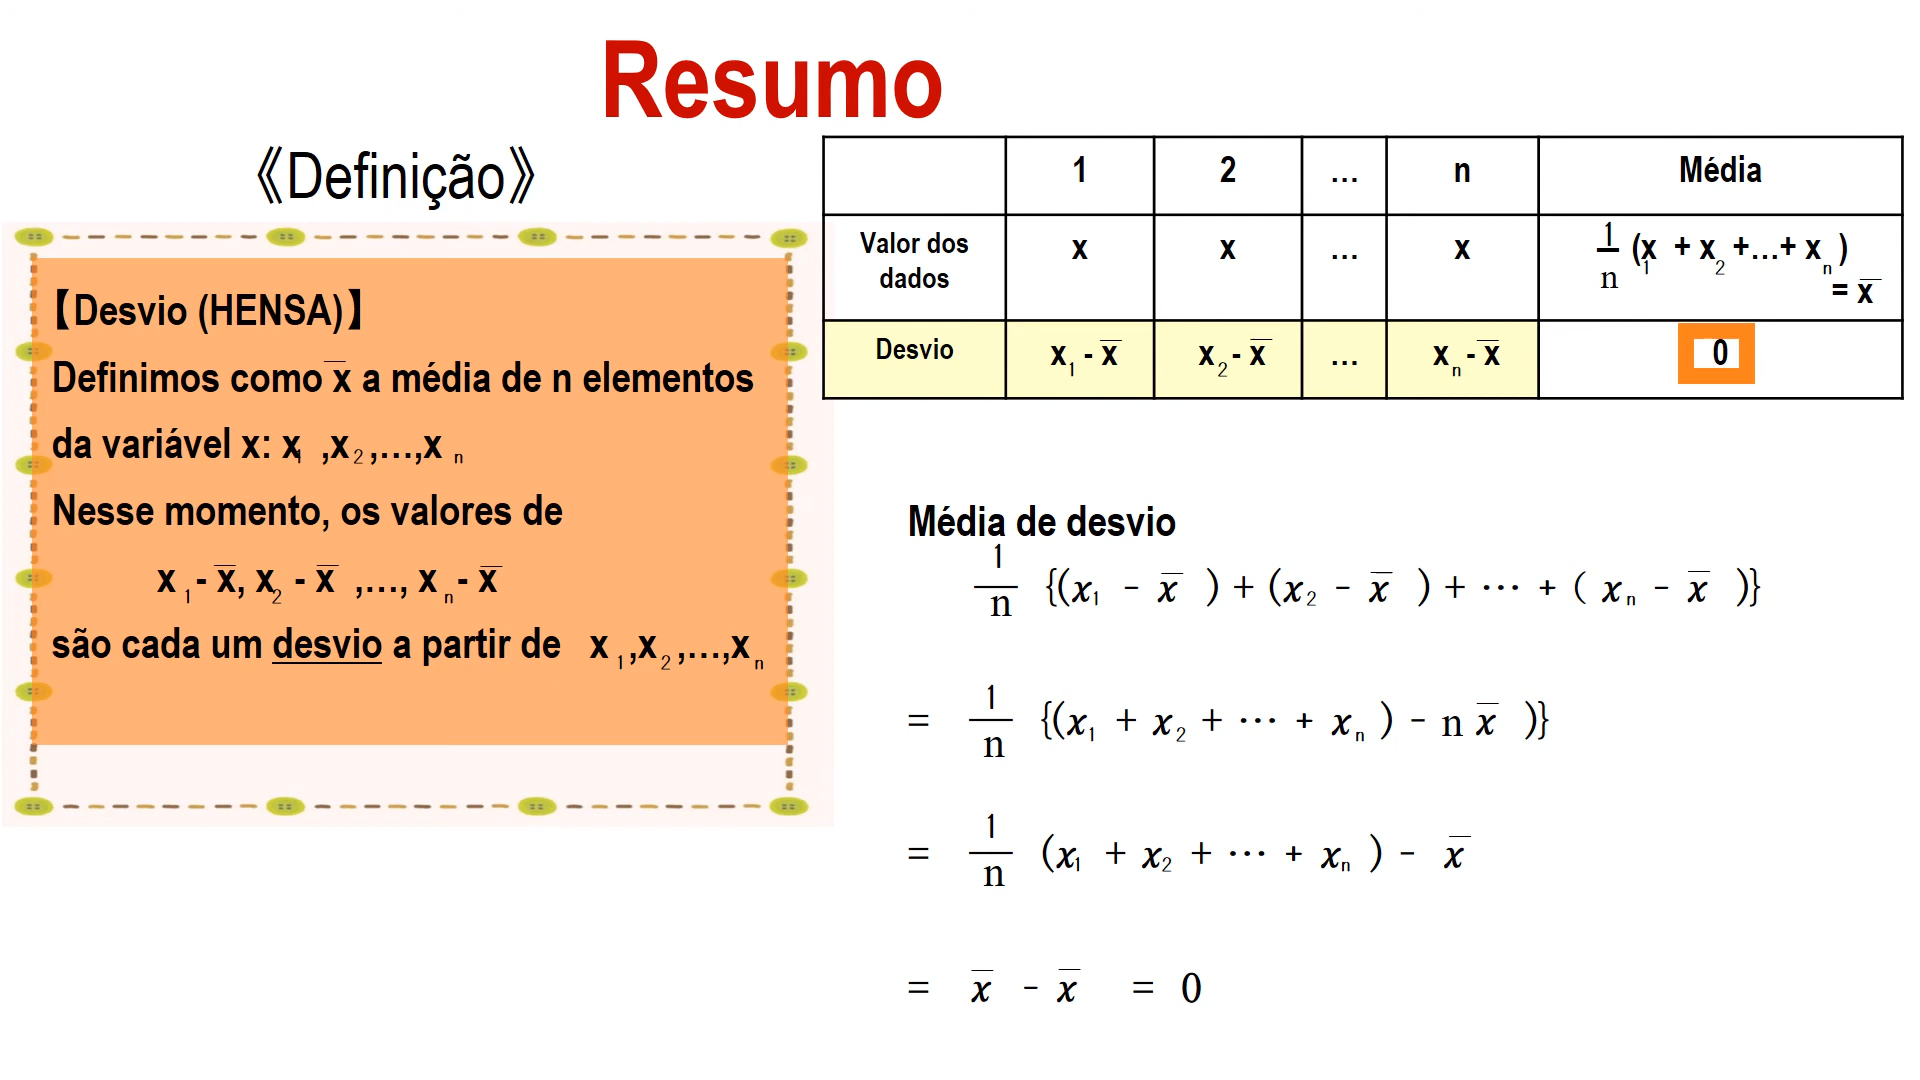 Resumo
《Definição》
【Desvio (HENSA)】
Definimos como x̅ a média de n elementos
da variável x: x₁ ,x₂ ,…,xₙ
Nesse momento, os valores de
x₁ - x̅, x₂ - x̅ ,…, xₙ - x̅
são cada um desvio a partir de x₁ ,x₂ ,…,xₙ
1 2 … n Média
Valor dos dados x x … x 1/n (x₁ + x₂ +…+ xₙ ) = x̅
Desvio x₁ - x̅ x₂ - x̅ … xₙ - x̅ 0
Média de desvio
1/n {(x₁ − x̅ ) + (x₂ − x̅ ) + ⋯ + ( xₙ − x̅ )}
= 1/n {(x₁ + x₂ + ⋯ + xₙ ) − n x̅ )}
= 1/n (x₁ + x₂ + ⋯ + xₙ ) − x̅
= x̅ − x̅ = 0